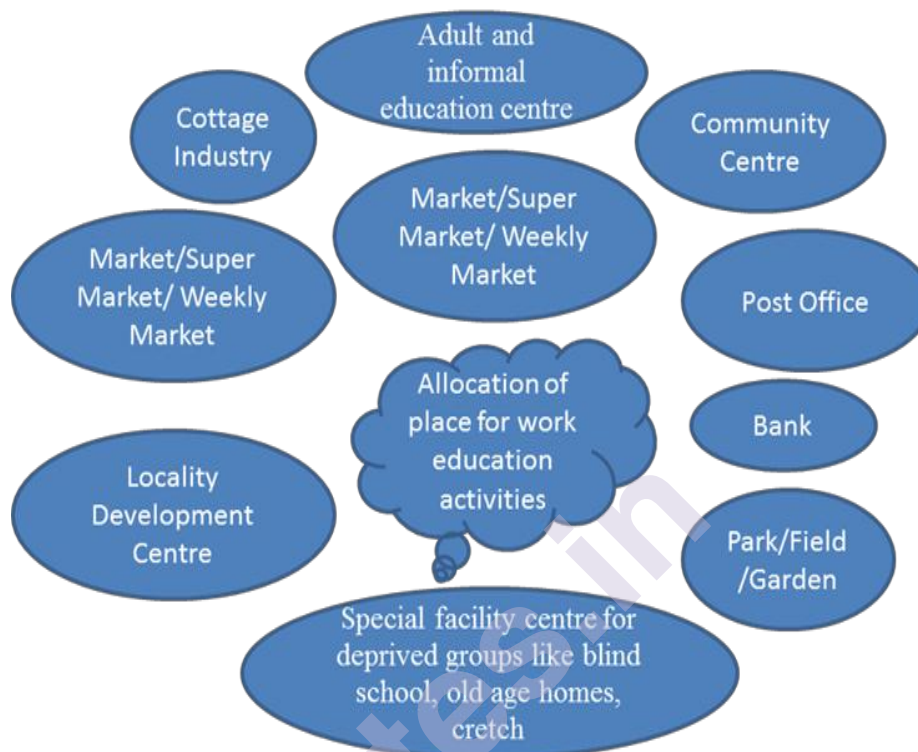 Adult and
informal
education centre
Cottage
Industry
Community
Centre
Market/Super
Market/ Weekly
Market
Market/Super
Market/ Weekly
Market
Post Office
Allocation of
place for work
education
activities
Bank
Locality
Development
Centre
Park/Field
/Garden
Special facility centre for
deprived groups like blind
school, old age homes,
cretch
tes.in